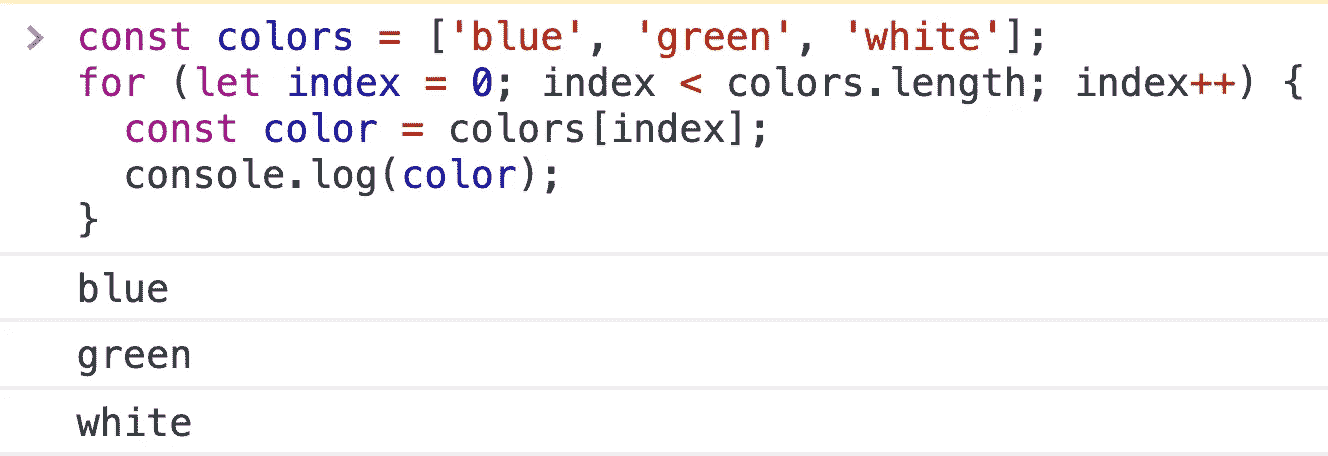 > const colors = ['blue', 'green', 'white'];
for (let index = 0; index < colors.length; index++) {
  const color = colors[index];
  console.log(color);
}
blue
green
white